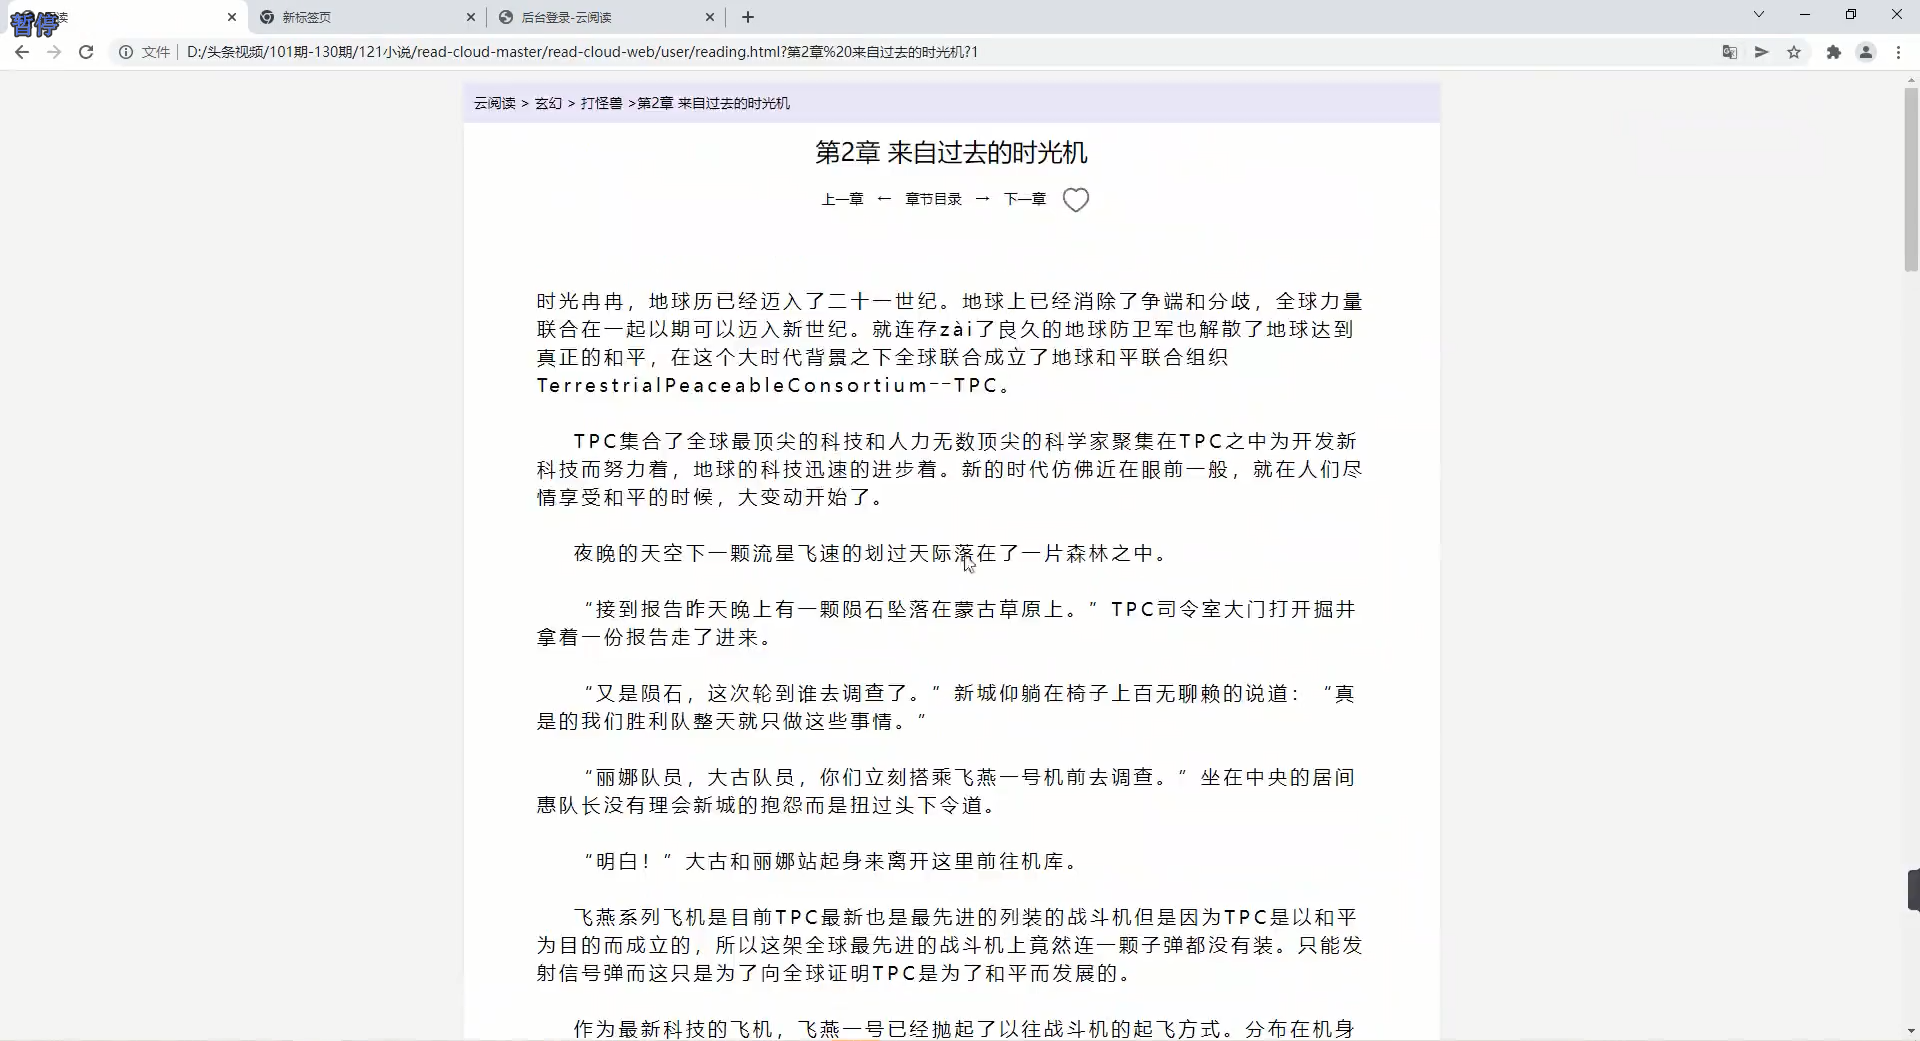 暂停
读
新标签页
后台登录-云阅读
文件
D:/头条视频/101期-130期/121小说/read-cloud-master/read-cloud-web/user/reading.html?第2章%20来自过去的时光机?1
云阅读 > 玄幻 > 打怪兽 >第2章 来自过去的时光机
第2章 来自过去的时光机
上一章 ← 章节目录 → 下一章
时光冉冉，地球历已经迈入了二十一世纪。地球上已经消除了争端和分歧，全球力量
联合在一起以期可以迈入新世纪。就连存zài了良久的地球防卫军也解散了地球达到
真正的和平，在这个大时代背景之下全球联合成立了地球和平联合组织
TerrestrialPeaceableConsortium--TPC。
TPC集合了全球最顶尖的科技和人力无数顶尖的科学家聚集在TPC之中为开发新
科技而努力着，地球的科技迅速的进步着。新的时代仿佛近在眼前一般，就在人们尽
情享受和平的时候，大变动开始了。
夜晚的天空下一颗流星飞速的划过天际落在了一片森林之中。
“接到报告昨天晚上有一颗陨石坠落在蒙古草原上。”TPC司令室大门打开掘井
拿着一份报告走了进来。
“又是陨石，这次轮到谁去调查了。”新城仰躺在椅子上百无聊赖的说道：“真
是的我们胜利队整天就只做这些事情。”
“丽娜队员，大古队员，你们立刻搭乘飞燕一号机前去调查。”坐在中央的居间
惠队长没有理会新城的抱怨而是扭过头下令道。
“明白！”大古和丽娜站起身来离开这里前往机库。
飞燕系列飞机是目前TPC最新也是最先进的列装的战斗机但是因为TPC是以和平
为目的而成立的，所以这架全球最先进的战斗机上竟然连一颗子弹都没有装。只能发
射信号弹而这只是为了向全球证明TPC是为了和平而发展的。
作为最新科技的飞机，飞燕一号已经抛起了以往战斗机的起飞方式。分布在机身